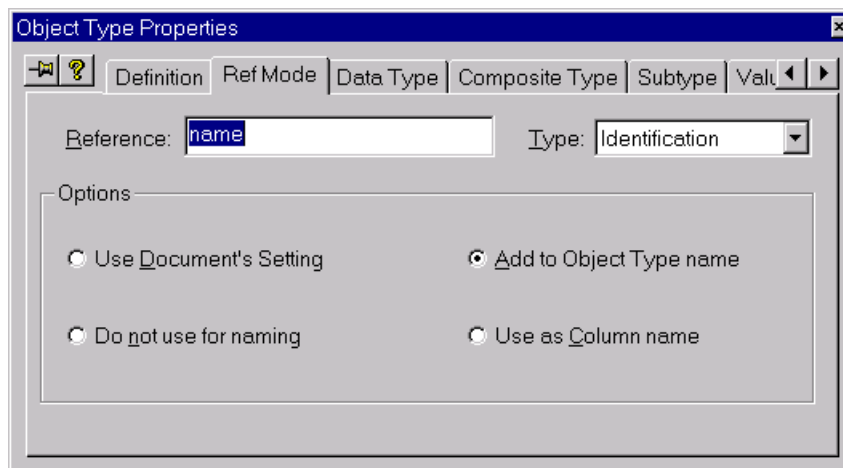 Object Type Properties
Definition Ref Mode Data Type Composite Type Subtype
Reference: name Type: Identification
Options
Use Document's Setting Add to Object Type name
Do not use for naming Use as Column name